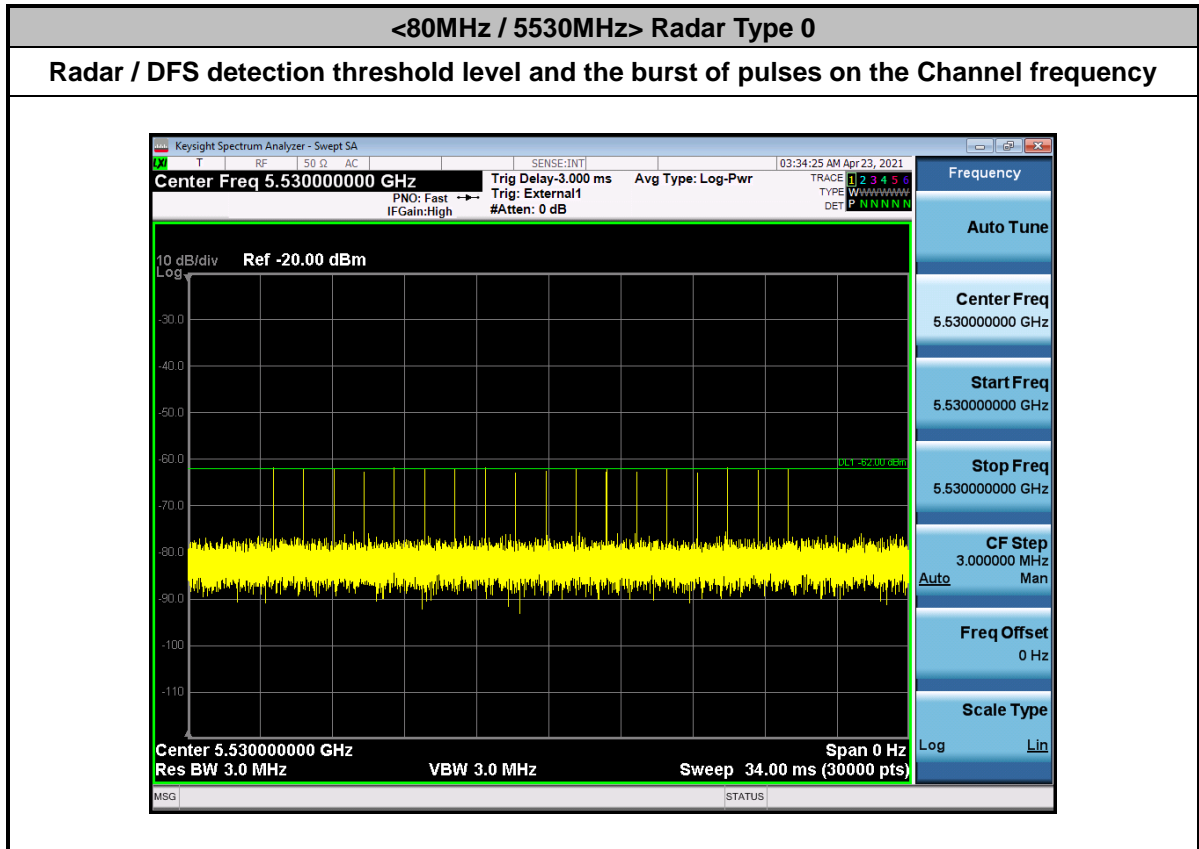 <80MHz / 5530MHz> Radar Type 0
Radar / DFS detection threshold level and the burst of pulses on the Channel frequency
Keysight Spectrum Analyzer - Swept SA
LXI T RF 50 Ω AC SENSE:INT 03:34:25 AM Apr 23, 2021
Center Freq 5.530000000 GHz
PNO: Fast
IFGain:High
Trig Delay-3.000 ms
Trig: External1
#Atten: 0 dB
Avg Type: Log-Pwr
TRACE 1 2 3 4 5 6
TYPE WWWWWW
DET P N N N N N
10 dB/div
Log
Ref -20.00 dBm
-30.0
-40.0
-50.0
-60.0
DL1 -62.00 dBm
-70.0
-80.0
-90.0
-100
-110
Center 5.530000000 GHz
Span 0 Hz
Res BW 3.0 MHz
VBW 3.0 MHz
Sweep 34.00 ms (30000 pts)
MSG
STATUS
Frequency
Auto Tune
Center Freq
5.530000000 GHz
Start Freq
5.530000000 GHz
Stop Freq
5.530000000 GHz
CF Step
3.000000 MHz
Auto Man
Freq Offset
0 Hz
Scale Type
Log Lin